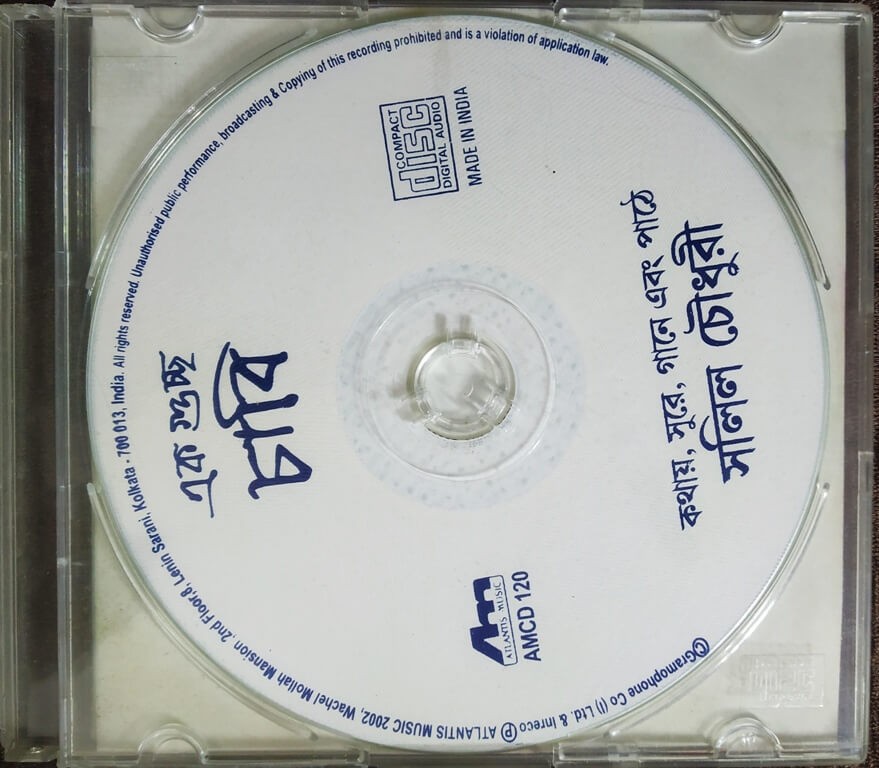 এক গুচ্ছ
চাবি
COMPACT
disc
DIGITAL AUDIO
MADE IN INDIA
ATLANTIS MUSIC
AMCD 120
কথায়, সুরে, গানে এবং পাঠে
সলিল চৌধুরী
ⓟGramophone Co (I) Ltd. & Inreco ⓟ ATLANTIS MUSIC 2002, Wachel Mollah Mansion .2nd Floor,8, Lenin Sarani, Kolkata - 700 013, India. All rights reserved. Unauthorised public performance, broadcasting & Copying of this recording prohibited and is a violation of application law.